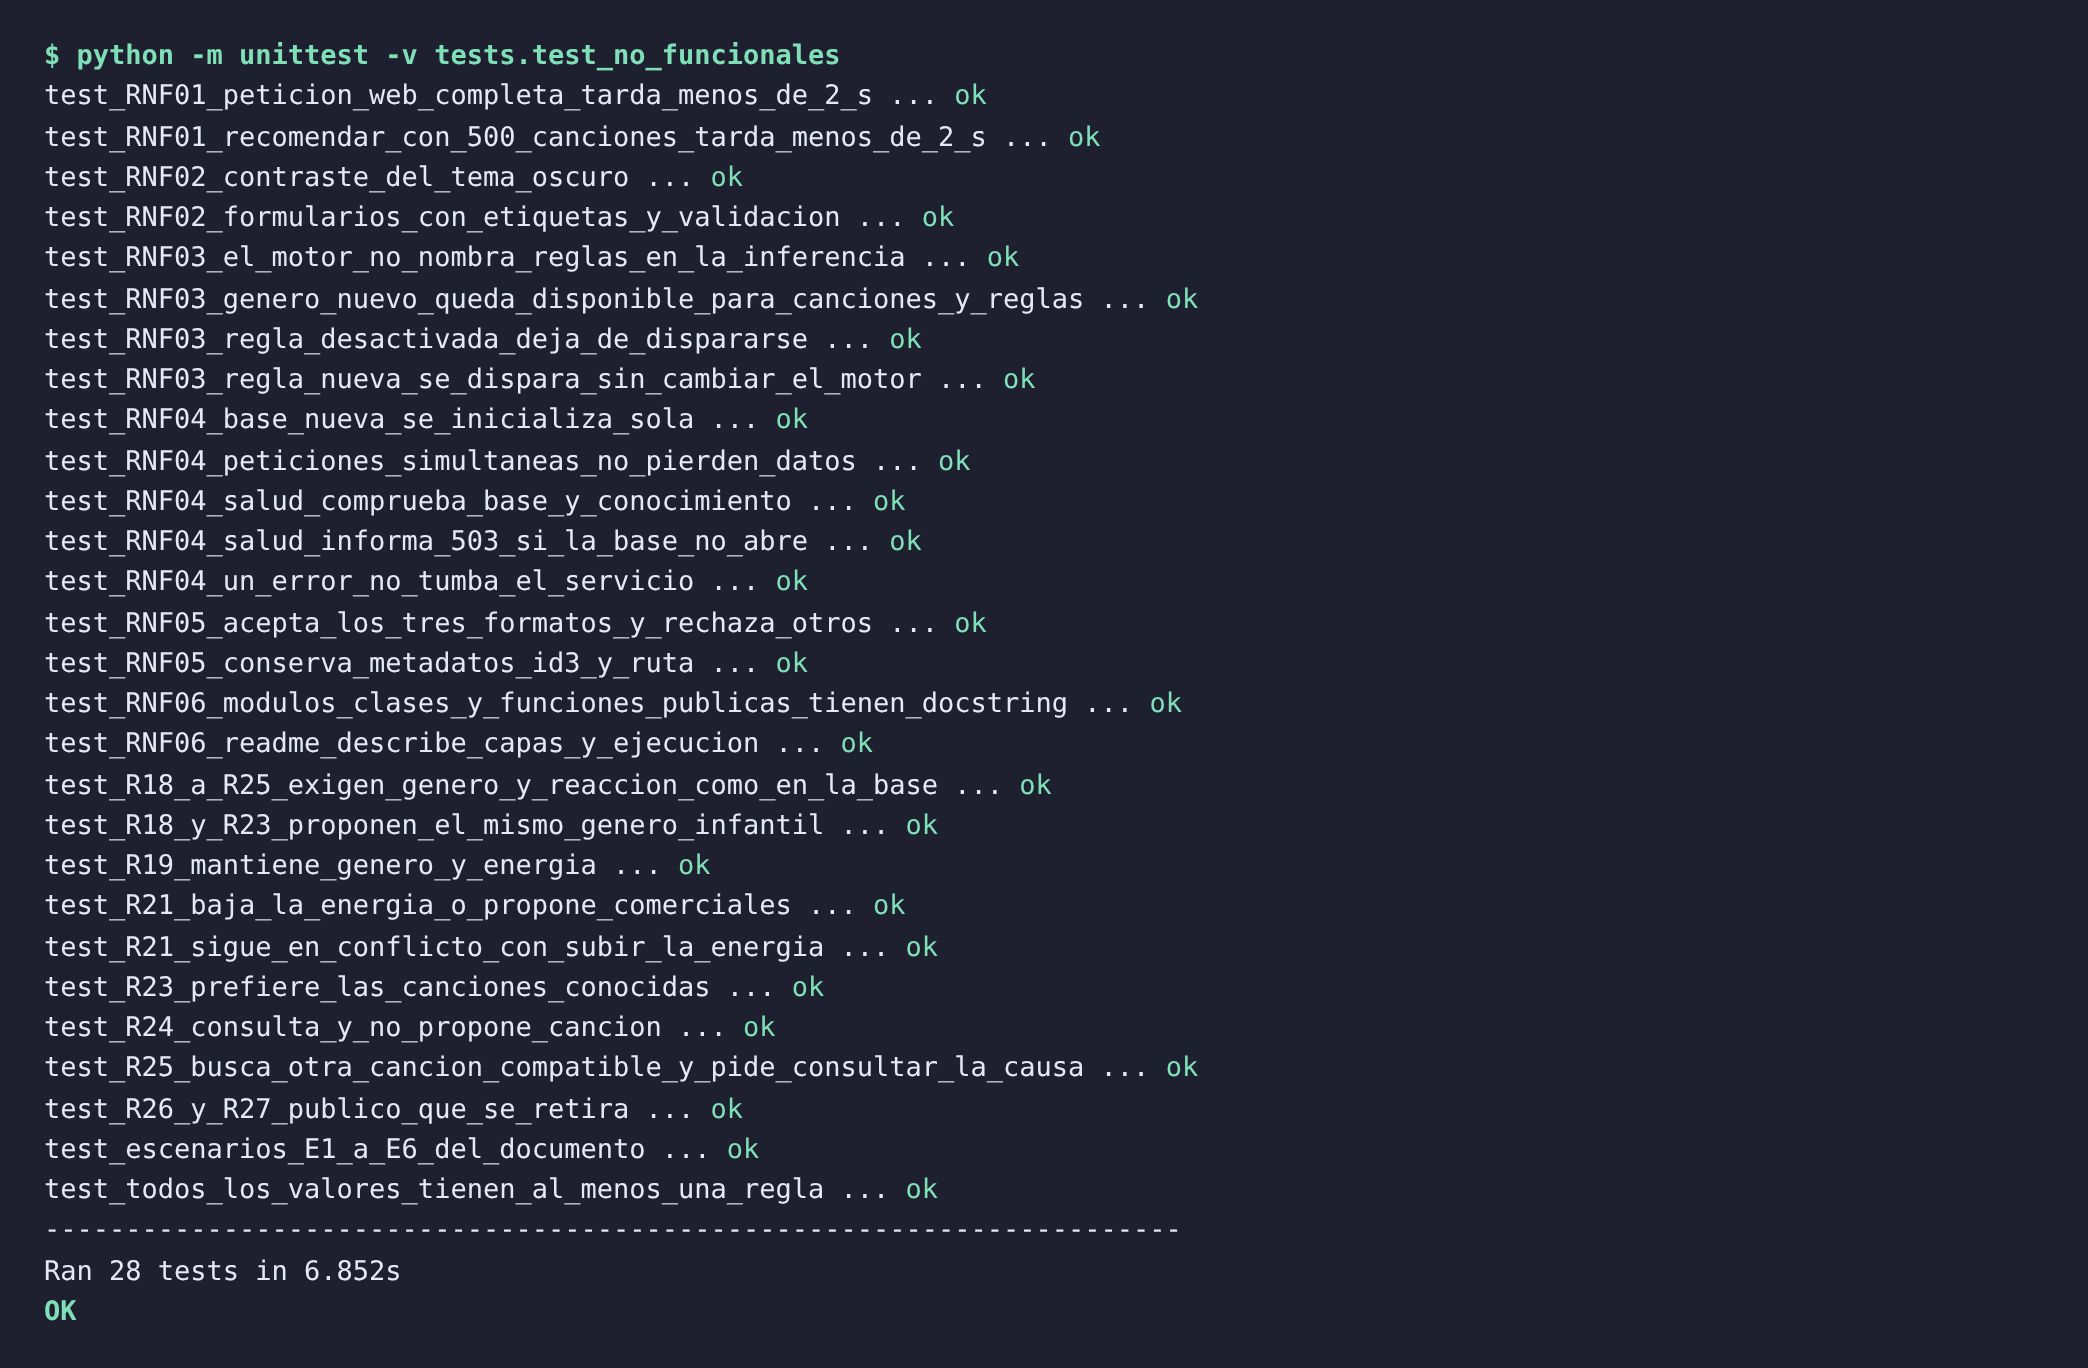 $ python -m unittest -v tests.test_no_funcionales
test_RNF01_peticion_web_completa_tarda_menos_de_2_s ... ok
test_RNF01_recomendar_con_500_canciones_tarda_menos_de_2_s ... ok
test_RNF02_contraste_del_tema_oscuro ... ok
test_RNF02_formularios_con_etiquetas_y_validacion ... ok
test_RNF03_el_motor_no_nombra_reglas_en_la_inferencia ... ok
test_RNF03_genero_nuevo_queda_disponible_para_canciones_y_reglas ... ok
test_RNF03_regla_desactivada_deja_de_dispararse ... ok
test_RNF03_regla_nueva_se_dispara_sin_cambiar_el_motor ... ok
test_RNF04_base_nueva_se_inicializa_sola ... ok
test_RNF04_peticiones_simultaneas_no_pierden_datos ... ok
test_RNF04_salud_comprueba_base_y_conocimiento ... ok
test_RNF04_salud_informa_503_si_la_base_no_abre ... ok
test_RNF04_un_error_no_tumba_el_servicio ... ok
test_RNF05_acepta_los_tres_formatos_y_rechaza_otros ... ok
test_RNF05_conserva_metadatos_id3_y_ruta ... ok
test_RNF06_modulos_clases_y_funciones_publicas_tienen_docstring ... ok
test_RNF06_readme_describe_capas_y_ejecucion ... ok
test_R18_a_R25_exigen_genero_y_reaccion_como_en_la_base ... ok
test_R18_y_R23_proponen_el_mismo_genero_infantil ... ok
test_R19_mantiene_genero_y_energia ... ok
test_R21_baja_la_energia_o_propone_comerciales ... ok
test_R21_sigue_en_conflicto_con_subir_la_energia ... ok
test_R23_prefiere_las_canciones_conocidas ... ok
test_R24_consulta_y_no_propone_cancion ... ok
test_R25_busca_otra_cancion_compatible_y_pide_consultar_la_causa ... ok
test_R26_y_R27_publico_que_se_retira ... ok
test_escenarios_E1_a_E6_del_documento ... ok
test_todos_los_valores_tienen_al_menos_una_regla ... ok
----------------------------------------------------------------------
Ran 28 tests in 6.852s
OK